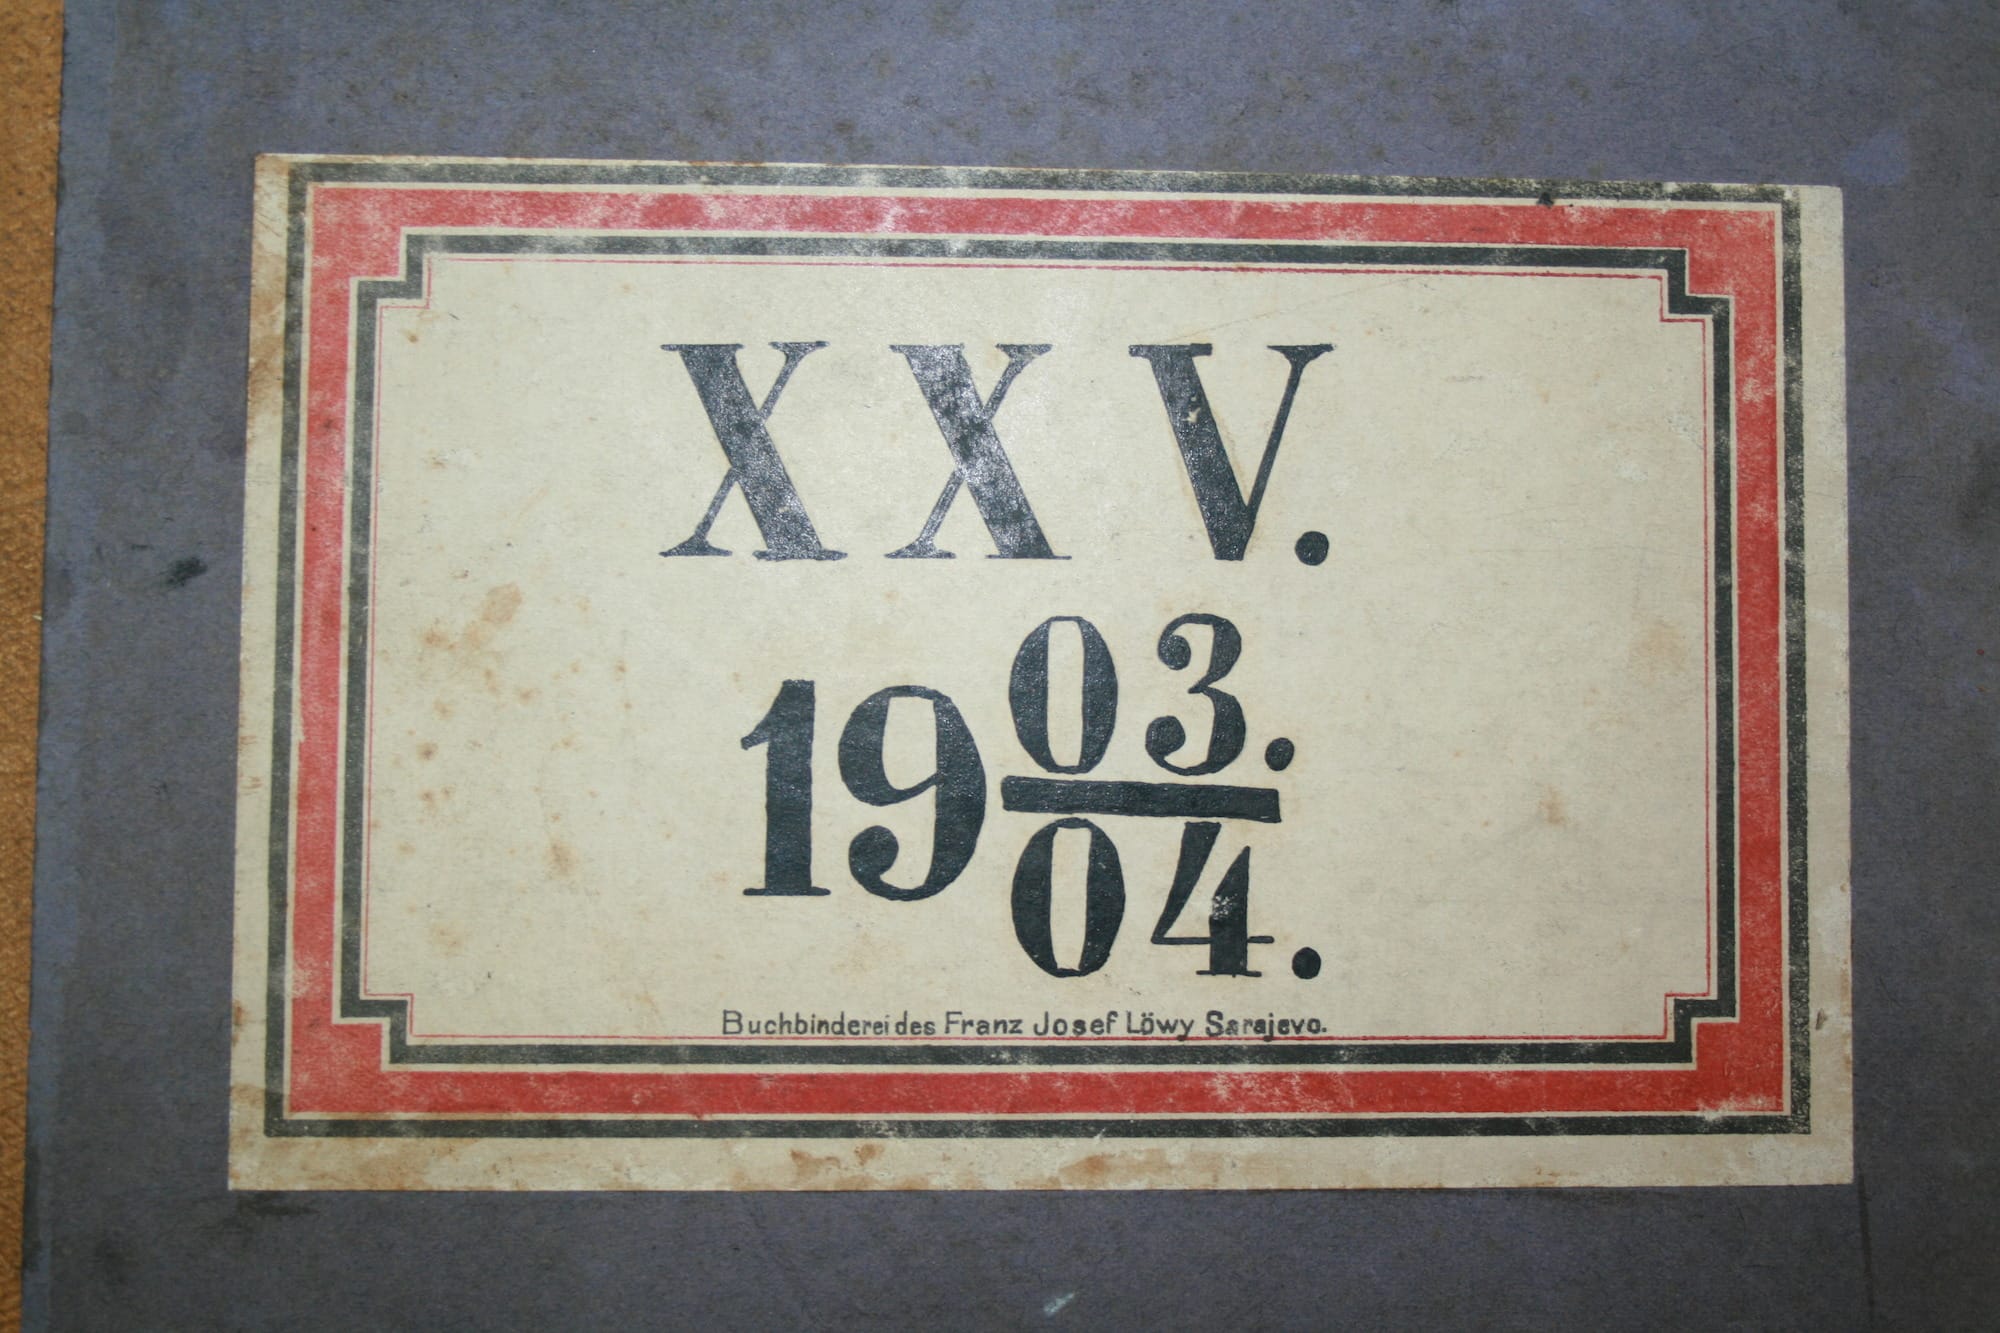 XXV.
1903./04.
Buchbinderei des Franz Josef Löwy Sarajevo.